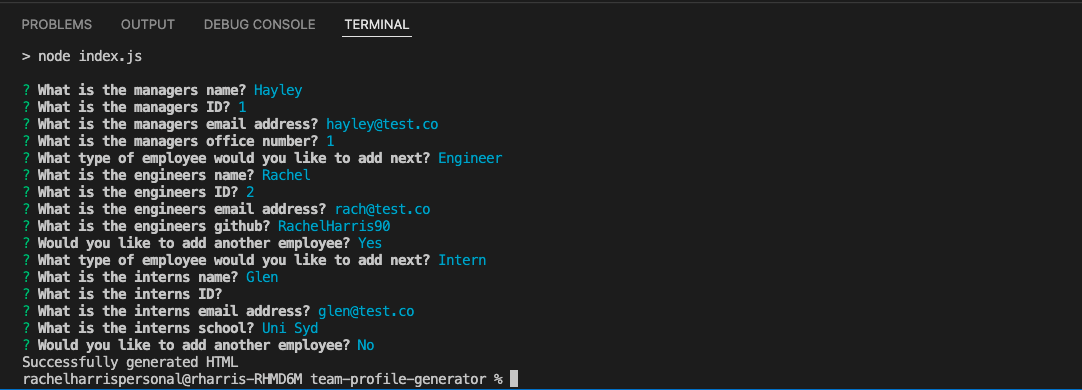 PROBLEMS OUTPUT DEBUG CONSOLE TERMINAL
> node index.js
? What is the managers name? Hayley
? What is the managers ID? 1
? What is the managers email address? hayley@test.co
? What is the managers office number? 1
? What type of employee would you like to add next? Engineer
? What is the engineers name? Rachel
? What is the engineers ID? 2
? What is the engineers email address? rach@test.co
? What is the engineers github? RachelHarris90
? Would you like to add another employee? Yes
? What type of employee would you like to add next? Intern
? What is the interns name? Glen
? What is the interns ID?
? What is the interns email address? glen@test.co
? What is the interns school? Uni Syd
? Would you like to add another employee? No
Successfully generated HTML
rachelharrispersonal@rharris-RHMD6M team-profile-generator %